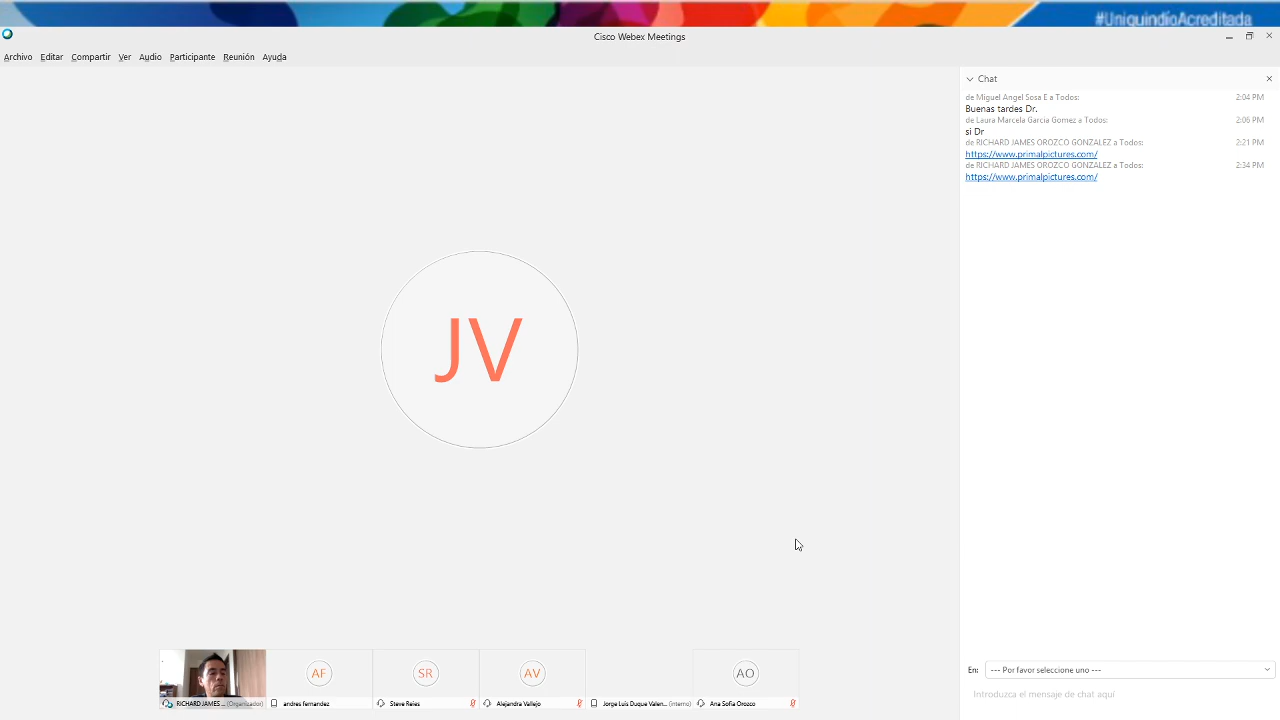 #UniquindíoAcreditada
Cisco Webex Meetings
Archivo Editar Compartir Ver Audio Participante Reunión Ayuda
Chat
de Miguel Angel Sosa E a Todos: 2:04 PM
Buenas tardes Dr.
de Laura Marcela Garcia Gomez a Todos: 2:06 PM
si Dr
de RICHARD JAMES OROZCO GONZALEZ a Todos: 2:21 PM
https://www.primalpictures.com/
de RICHARD JAMES OROZCO GONZALEZ a Todos: 2:34 PM
https://www.primalpictures.com/
JV
En: --- Por favor seleccione uno ---
Introduzca el mensaje de chat aquí
AF SR AV AO
RICHARD JAMES ... (Organizador) andres fernandez Steve Reies Alejandra Vallejo Jorge Luis Duque Valen... (interno) Ana Sofia Orozco